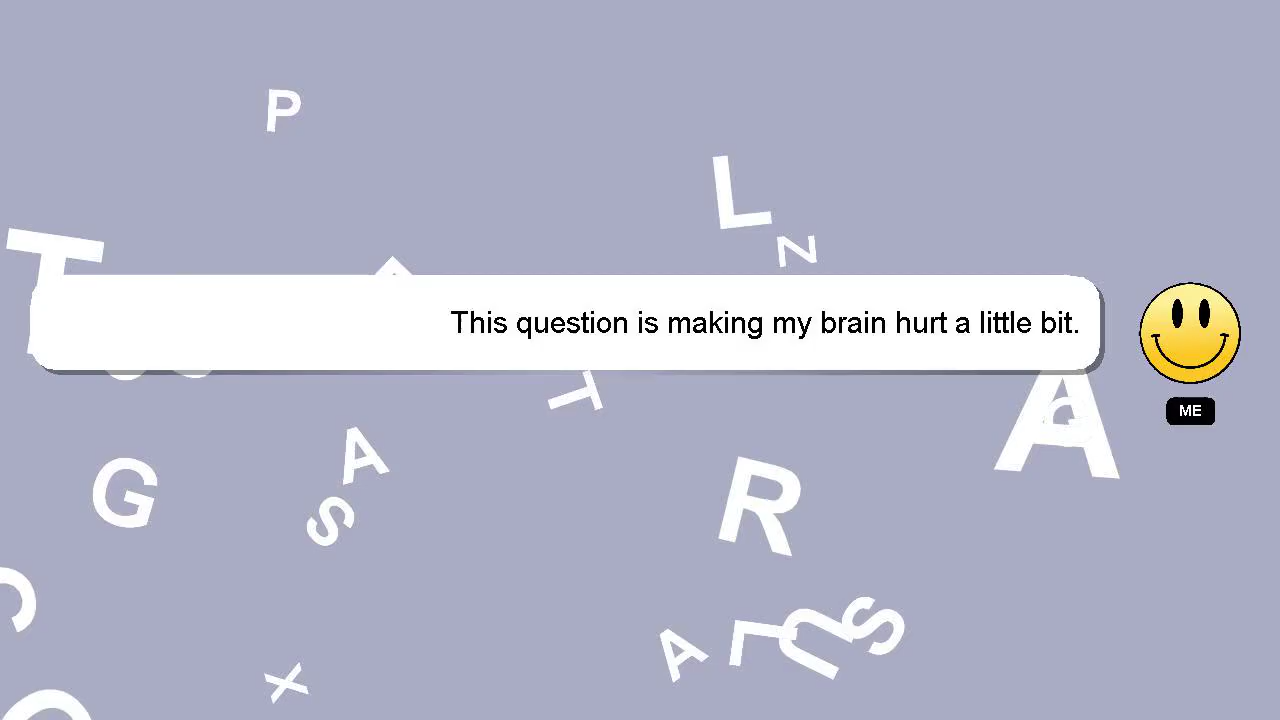 P
L
Z
T
This question is making my brain hurt a little bit.
ME
T
A
G
A
S
R
C
A
L
U
S
X